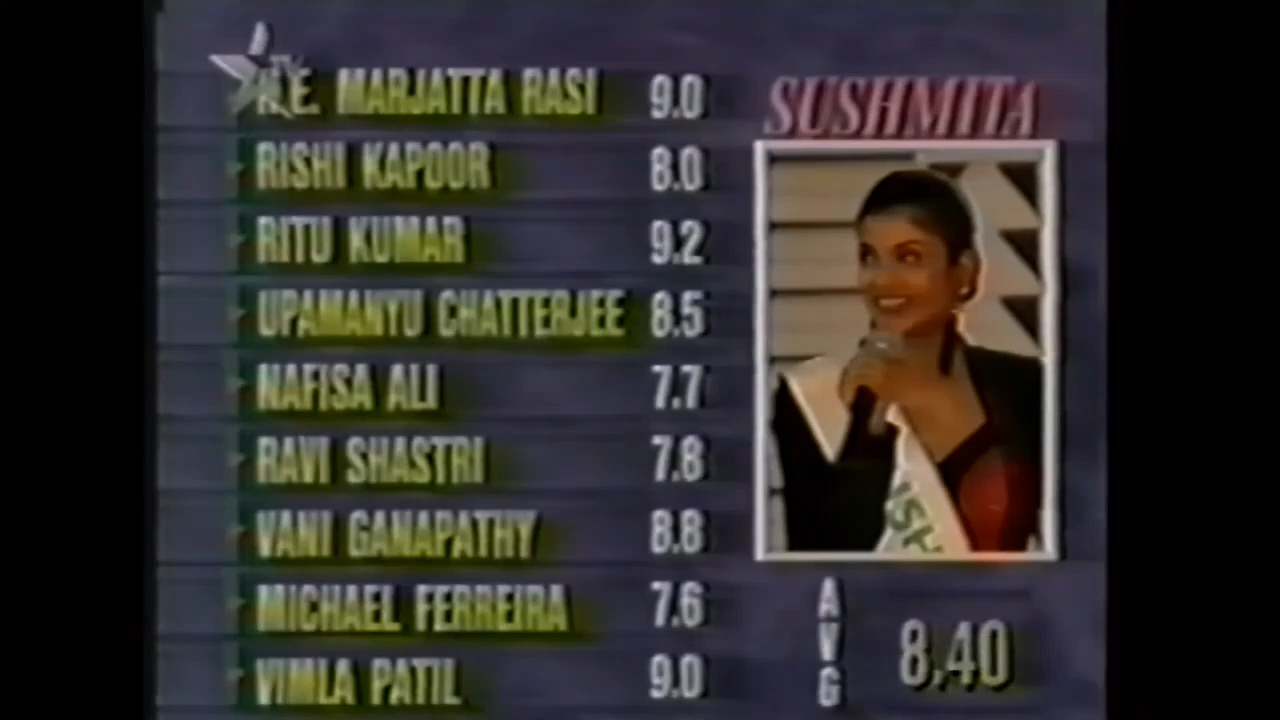 TV
H.E. MARJATTA RASI 9.0
RISHI KAPOOR 8.0
RITU KUMAR 9.2
UPAMANYU CHATTERJEE 8.5
NAFISA ALI 7.7
RAVI SHASTRI 7.8
VANI GANAPATHY 8.8
MICHAEL FERREIRA 7.6
VIMLA PATIL 9.0
SUSHMITA
AVG 8.40